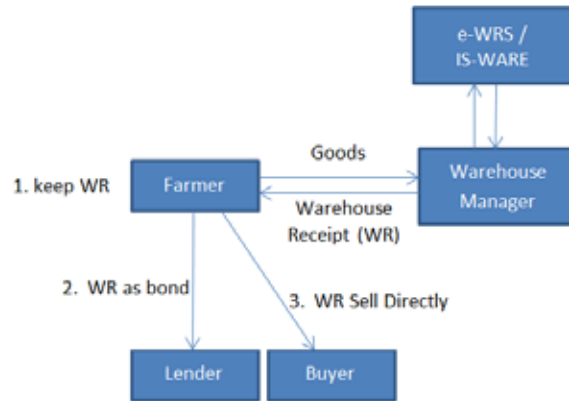 e-WRS /
IS-WARE
Goods
1. keep WR
Farmer
Warehouse
Manager
Warehouse
Receipt (WR)
2. WR as bond
3. WR Sell Directly
Lender
Buyer